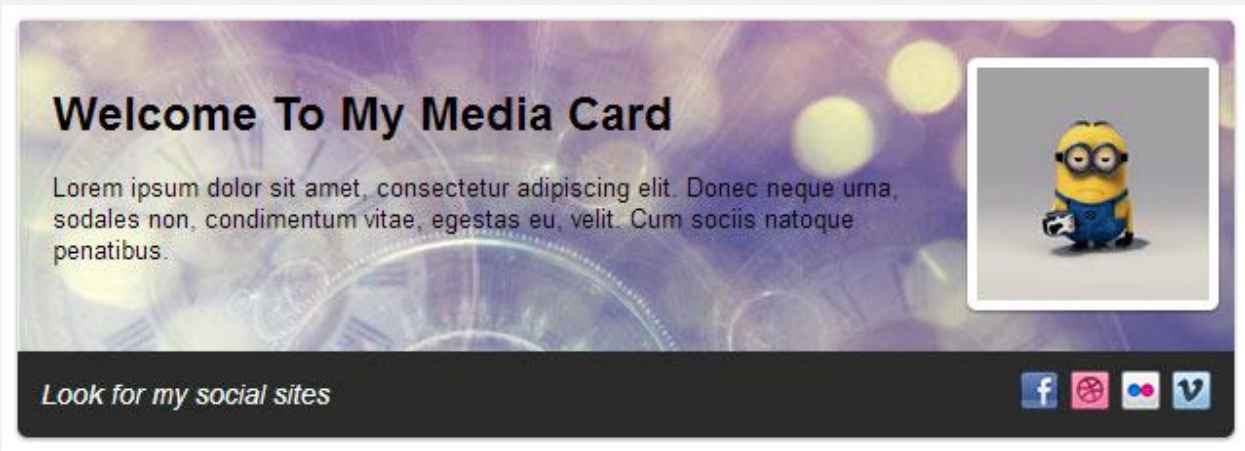 Welcome To My Media Card
Lorem ipsum dolor sit amet, consectetur adipiscing elit. Donec neque urna,
sodales non, condimentum vitae, egestas eu, velit. Cum sociis natoque
penatibus.
Look for my social sites